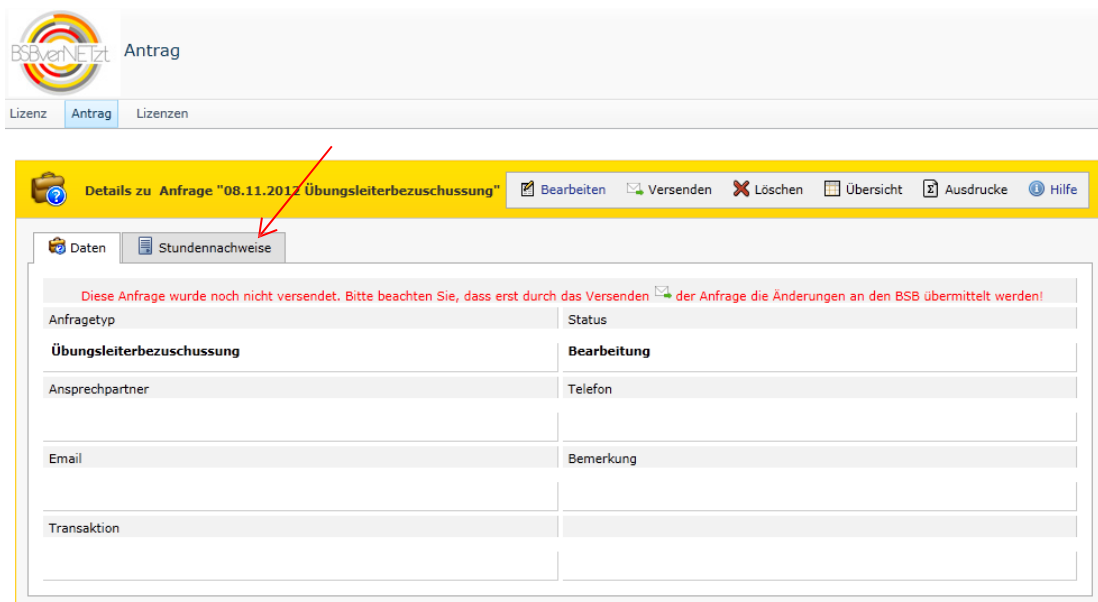 BSBverNETzt
Antrag
Lizenz Antrag Lizenzen
Details zu Anfrage "08.11.2012 Übungsleiterbezuschussung" Bearbeiten Versenden Löschen Übersicht Ausdrucke Hilfe
Daten Stundennachweise
Diese Anfrage wurde noch nicht versendet. Bitte beachten Sie, dass erst durch das Versenden der Anfrage die Änderungen an den BSB übermittelt werden!
Anfragetyp Status
Übungsleiterbezuschussung Bearbeitung
Ansprechpartner Telefon
Email Bemerkung
Transaktion